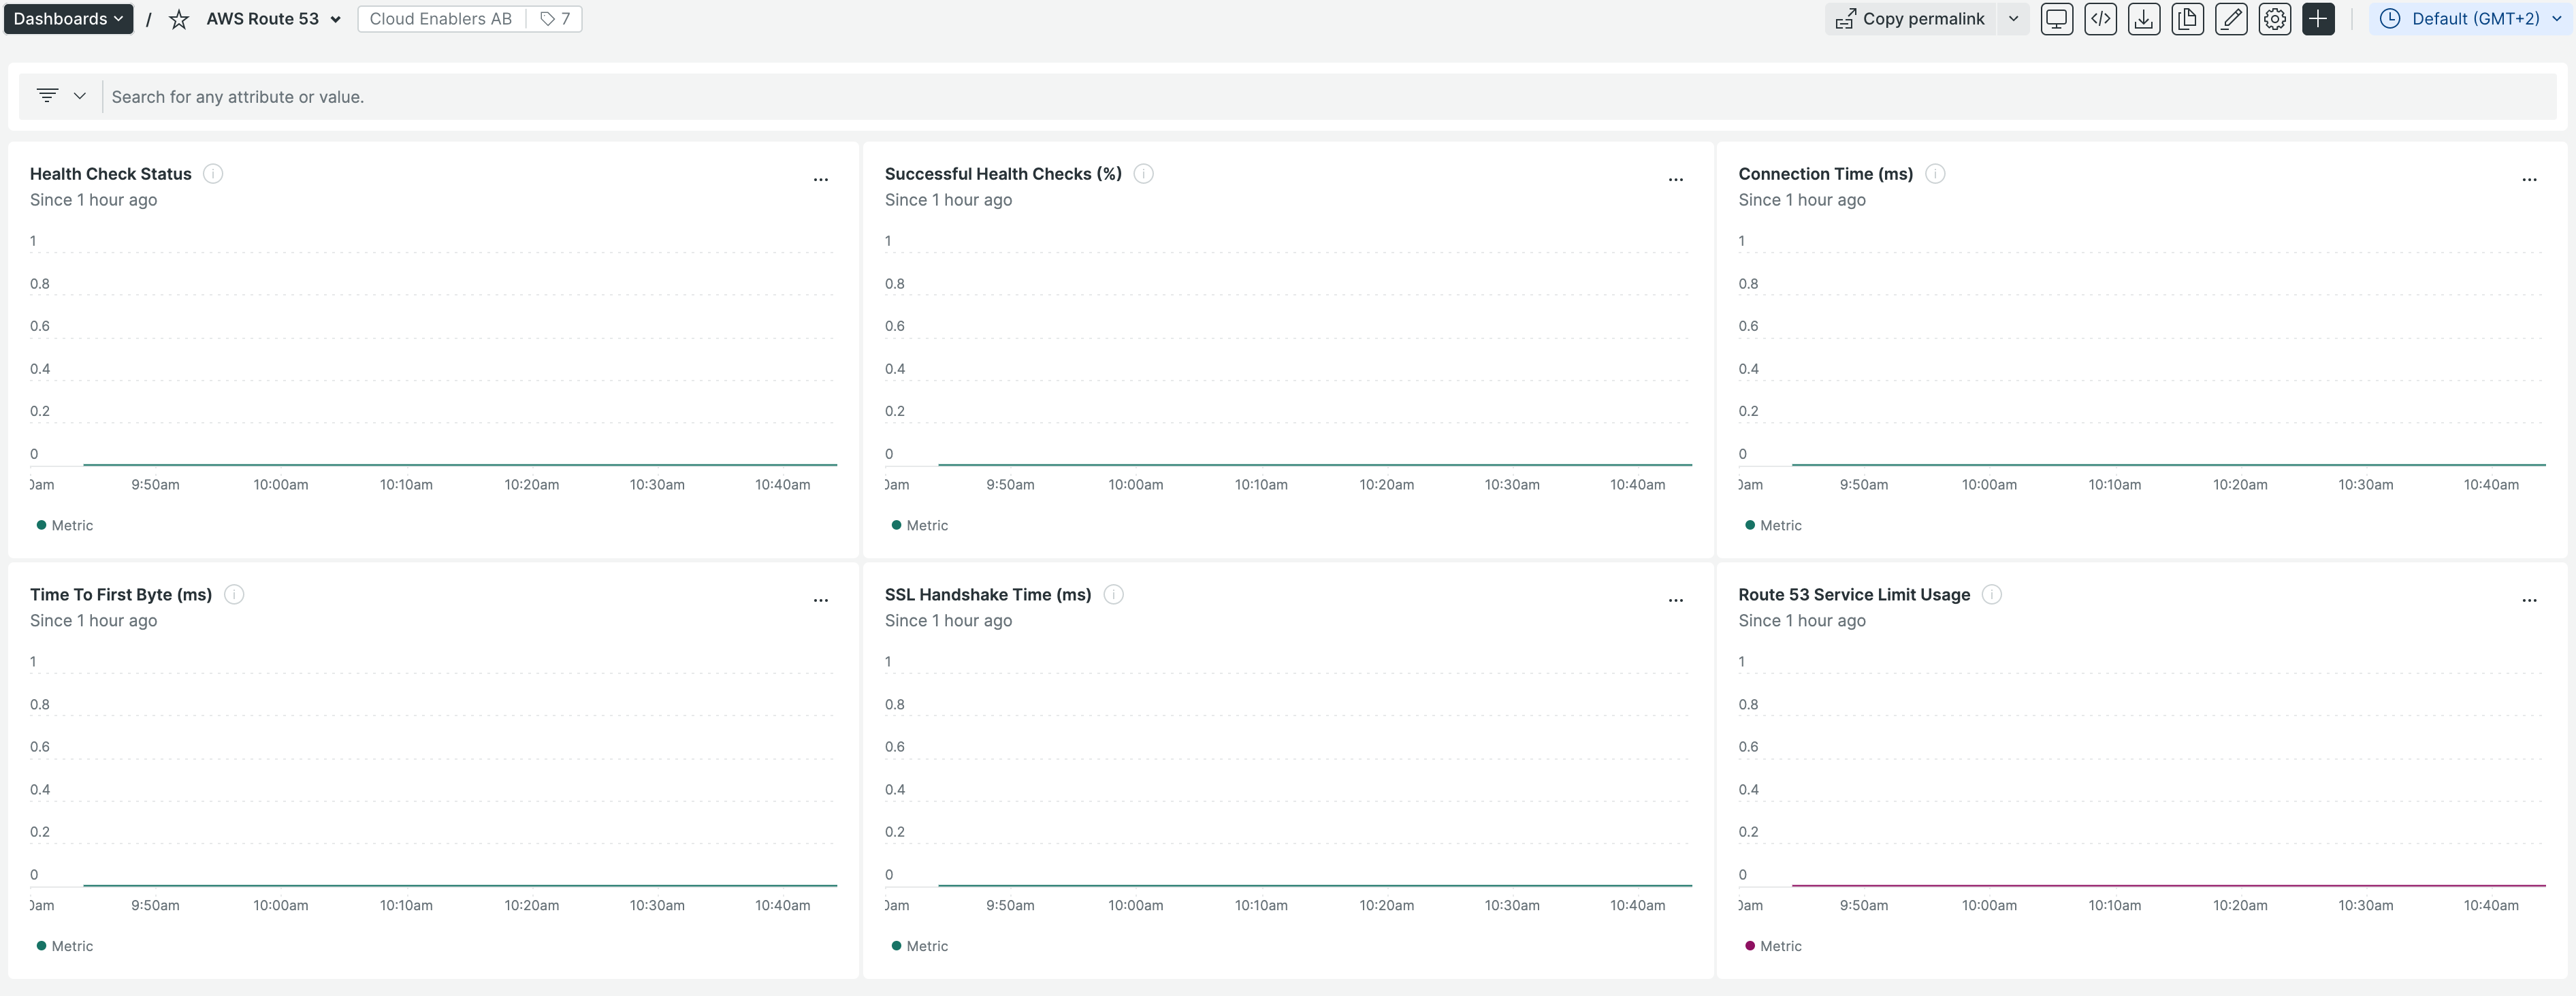 Dashboards / AWS Route 53 Cloud Enablers AB 7 Copy permalink Default (GMT+2)
Search for any attribute or value.
Health Check Status
Since 1 hour ago
1
0.8
0.6
0.4
0.2
0
0am 9:50am 10:00am 10:10am 10:20am 10:30am 10:40am
Metric
Successful Health Checks (%)
Since 1 hour ago
1
0.8
0.6
0.4
0.2
0
0am 9:50am 10:00am 10:10am 10:20am 10:30am 10:40am
Metric
Connection Time (ms)
Since 1 hour ago
1
0.8
0.6
0.4
0.2
0
0am 9:50am 10:00am 10:10am 10:20am 10:30am 10:40am
Metric
Time To First Byte (ms)
Since 1 hour ago
1
0.8
0.6
0.4
0.2
0
0am 9:50am 10:00am 10:10am 10:20am 10:30am 10:40am
Metric
SSL Handshake Time (ms)
Since 1 hour ago
1
0.8
0.6
0.4
0.2
0
0am 9:50am 10:00am 10:10am 10:20am 10:30am 10:40am
Metric
Route 53 Service Limit Usage
Since 1 hour ago
1
0.8
0.6
0.4
0.2
0
0am 9:50am 10:00am 10:10am 10:20am 10:30am 10:40am
Metric